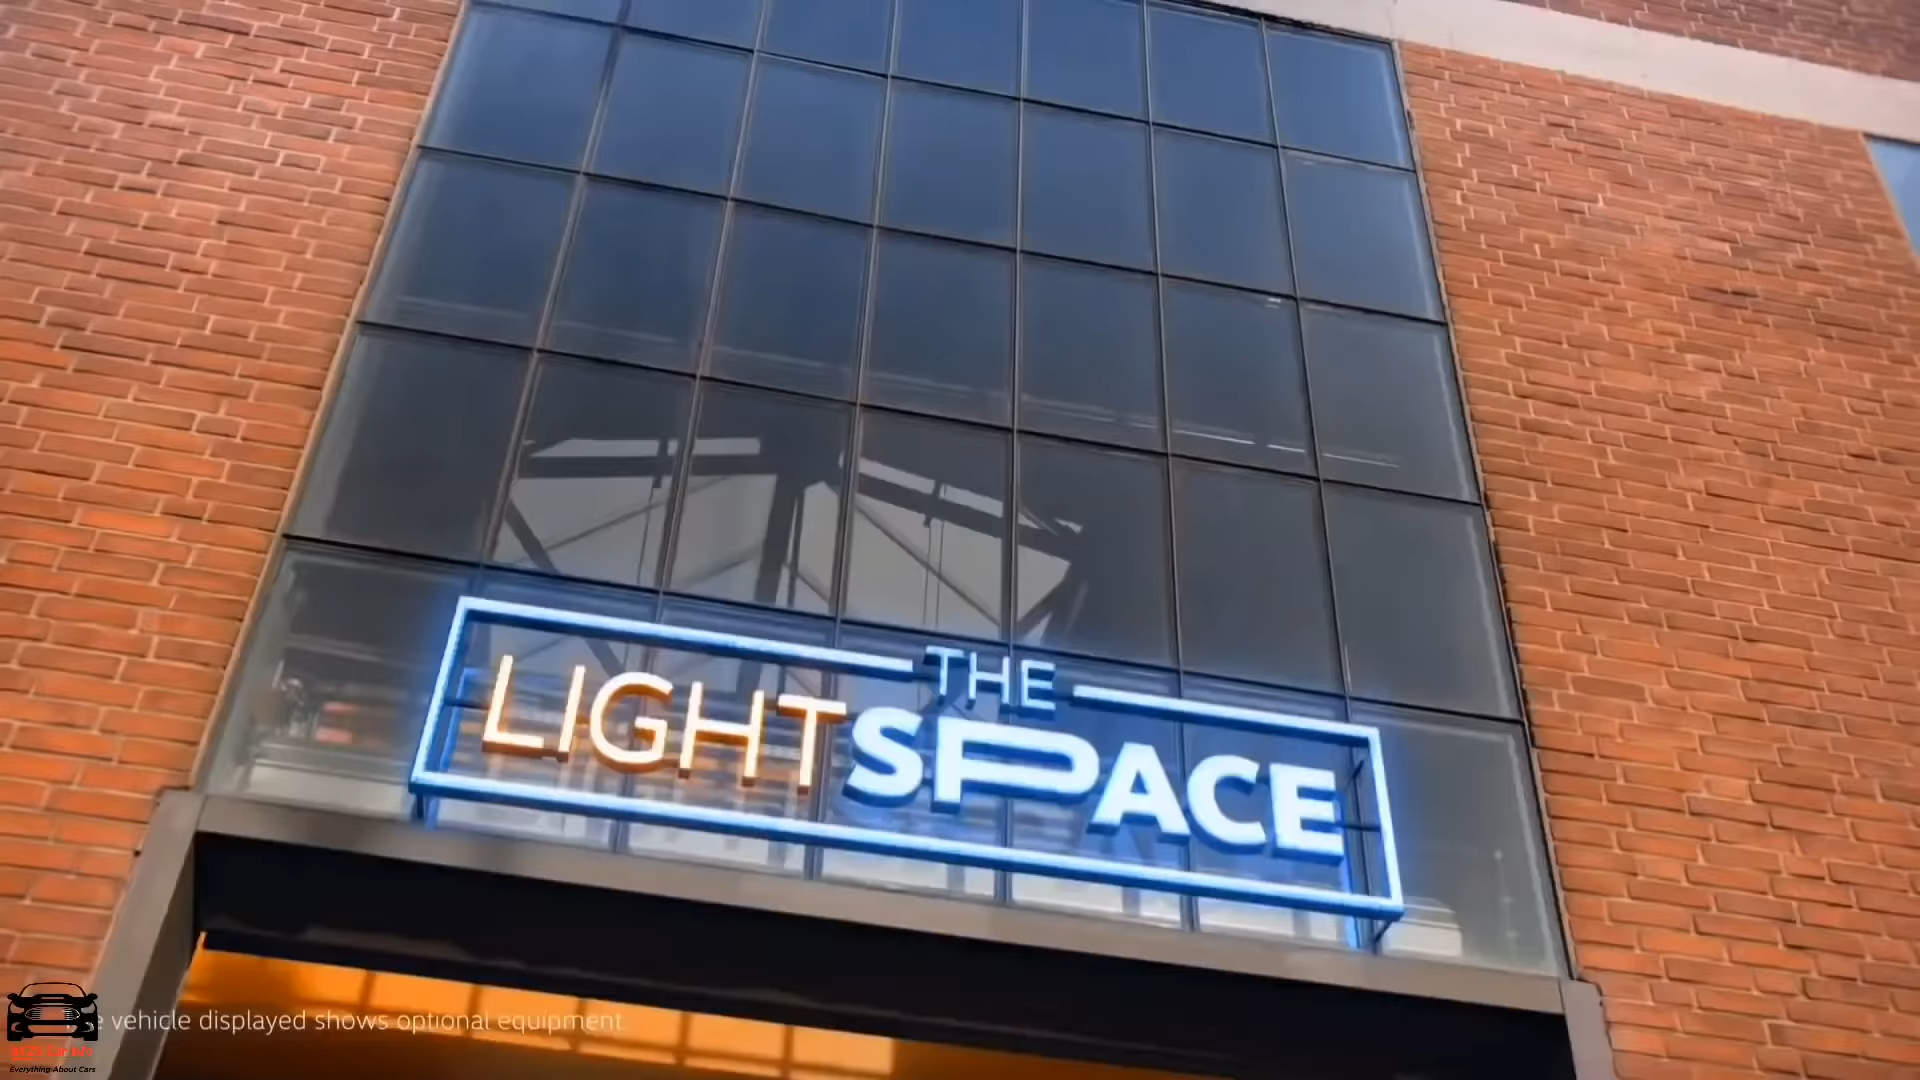 THE
LIGHTSPACE
vehicle displayed shows optional equipment.
Everything About Cars